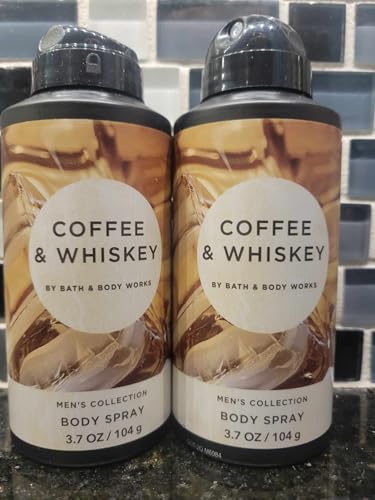 COFFEE
& WHISKEY
BY BATH & BODY WORKS
MEN'S COLLECTION
BODY SPRAY
3.7 OZ / 104 g
COFFEE
& WHISKEY
BY BATH & BODY WORKS
MEN'S COLLECTION
BODY SPRAY
3.7 OZ / 104 g